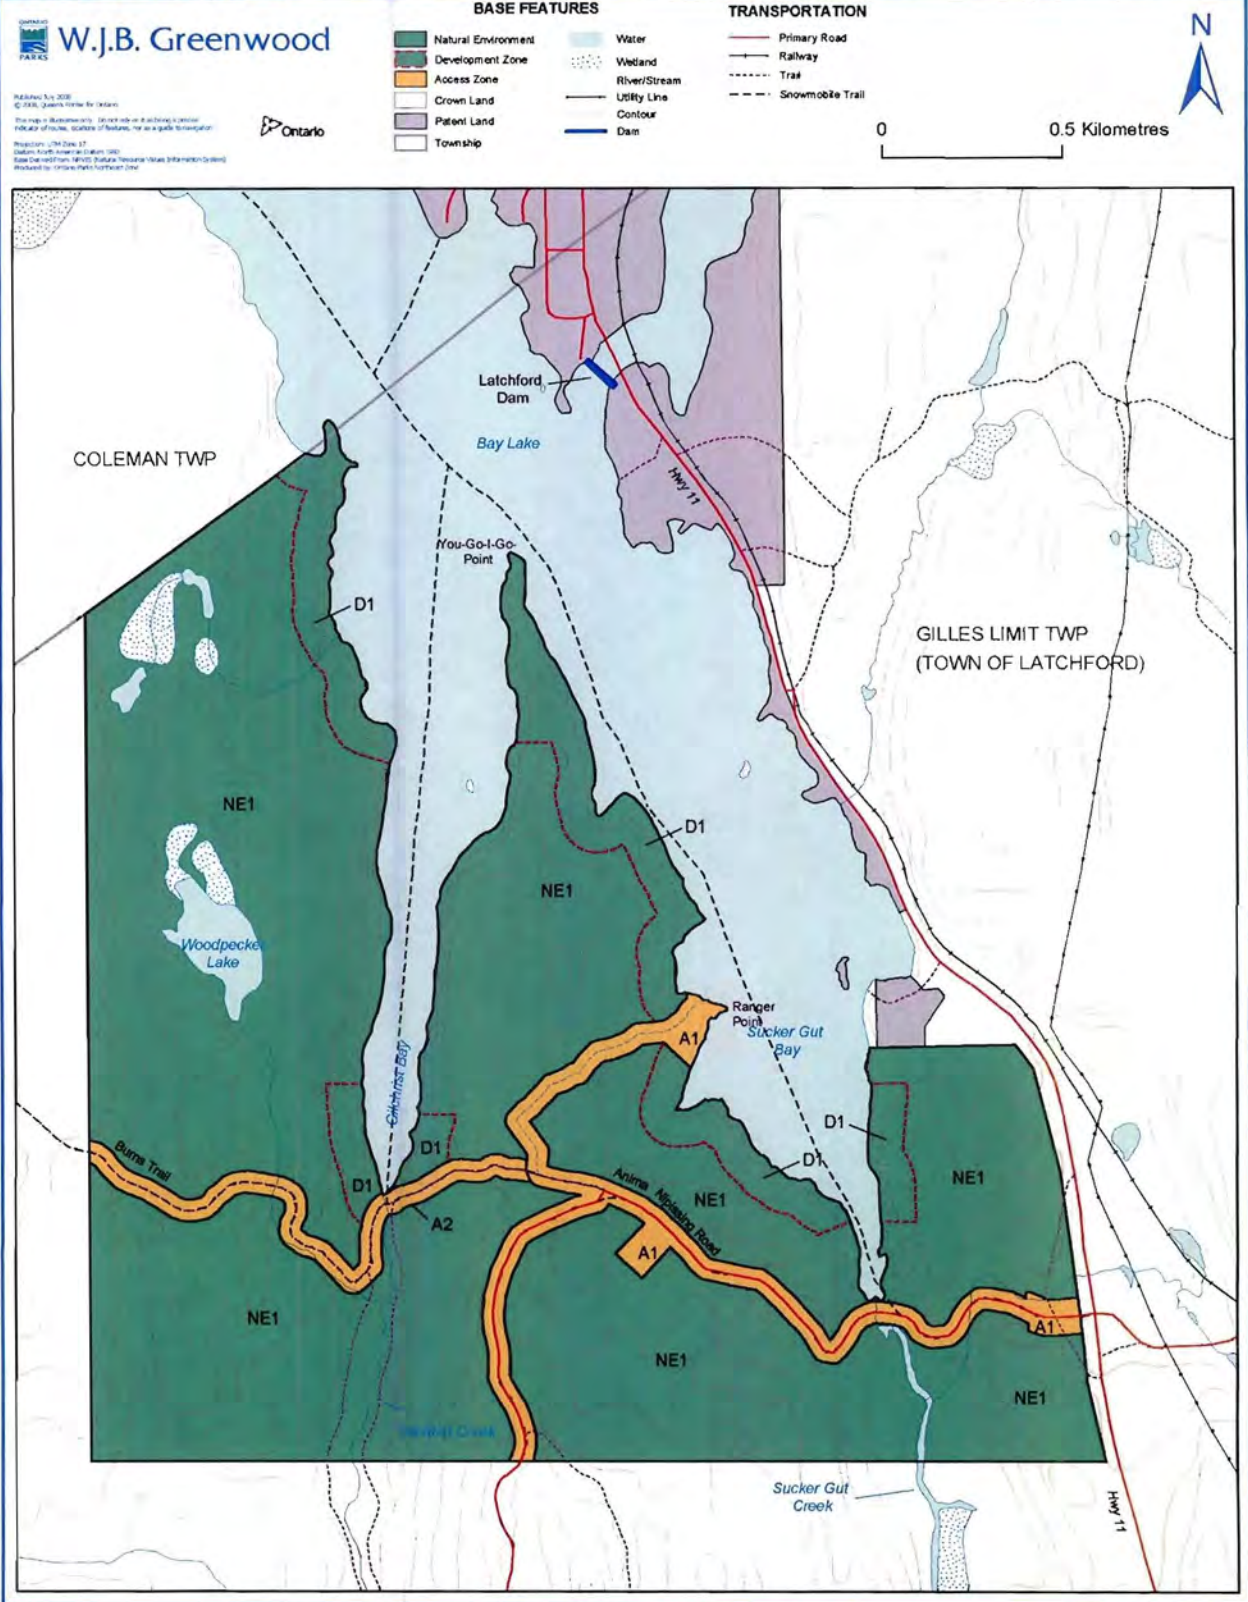 ONTARIO
PARKS
W.J.B. Greenwood
Ontario
BASE FEATURES
Natural Environment
Development Zone
Access Zone
Crown Land
Patent Land
Township
Water
Wetland
River/Stream
Utility Line
Contour
Dam
TRANSPORTATION
Primary Road
Railway
Trail
Snowmobile Trail
N
0 0.5 Kilometres
Latchford
Dam
Bay Lake
COLEMAN TWP
Hwy 11
You-Go-I-Go-
Point
D1
GILLES LIMIT TWP
(TOWN OF LATCHFORD)
NE1
D1
NE1
Woodpecker
Lake
Ranger
Point
Sucker Gut
Bay
A1
Gilchrist Bay
D1
D1
D1
Burns Trail
D1
NE1
Anima Nipissing Road
NE1
A2
A1
NE1
A1
NE1
NE1
Creek
Sucker Gut
Creek
Hwy 11